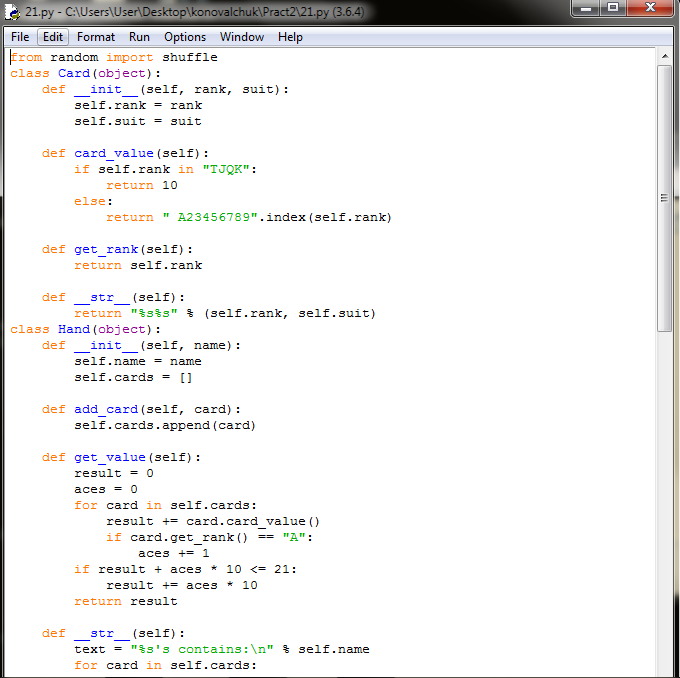 21.py - C:\Users\User\Desktop\konovalchuk\Pract2\21.py (3.6.4)
File Edit Format Run Options Window Help
from random import shuffle
class Card(object):
    def __init__(self, rank, suit):
        self.rank = rank
        self.suit = suit

    def card_value(self):
        if self.rank in "TJQK":
            return 10
        else:
            return " A23456789".index(self.rank)

    def get_rank(self):
        return self.rank

    def __str__(self):
        return "%s%s" % (self.rank, self.suit)
class Hand(object):
    def __init__(self, name):
        self.name = name
        self.cards = []

    def add_card(self, card):
        self.cards.append(card)

    def get_value(self):
        result = 0
        aces = 0
        for card in self.cards:
            result += card.card_value()
            if card.get_rank() == "A":
                aces += 1
        if result + aces * 10 <= 21:
            result += aces * 10
        return result

    def __str__(self):
        text = "%s's contains:\n" % self.name
        for card in self.cards: